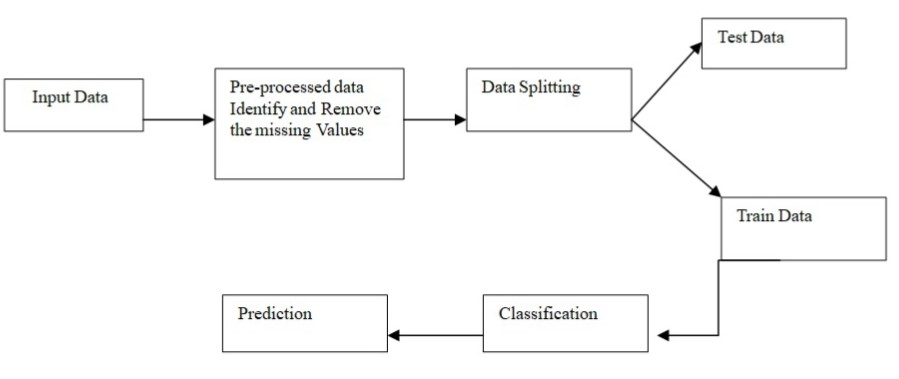 Input Data
Pre-processed data
Identify and Remove
the missing Values
Data Splitting
Test Data
Train Data
Classification
Prediction